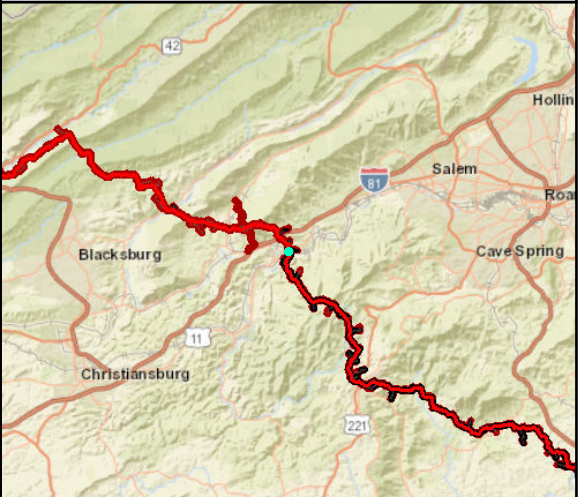 42
Hollin
Salem
81
Roa
Blacksburg
Cave Spring
11
Christiansburg
221